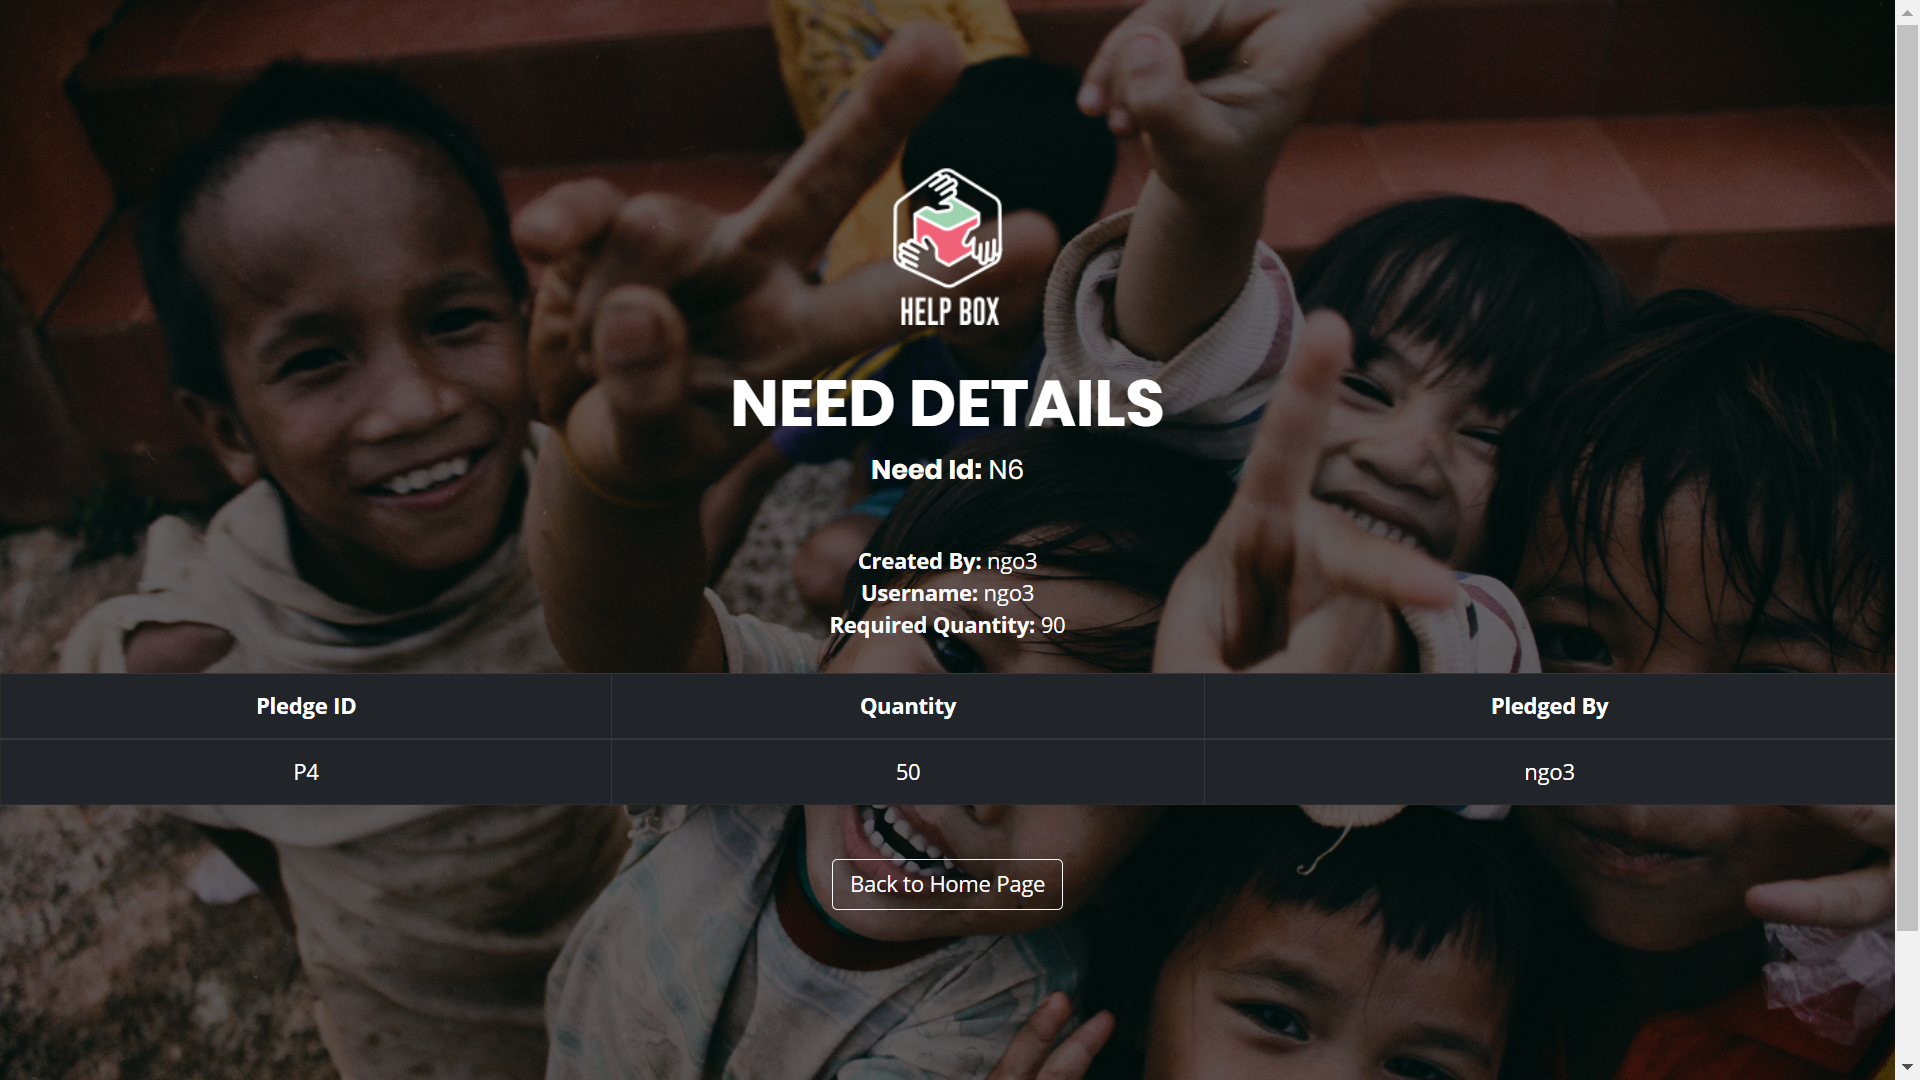 HELP BOX
NEED DETAILS
Need Id: N6
Created By: ngo3
Username: ngo3
Required Quantity: 90
Pledge ID Quantity Pledged By
P4 50 ngo3
Back to Home Page